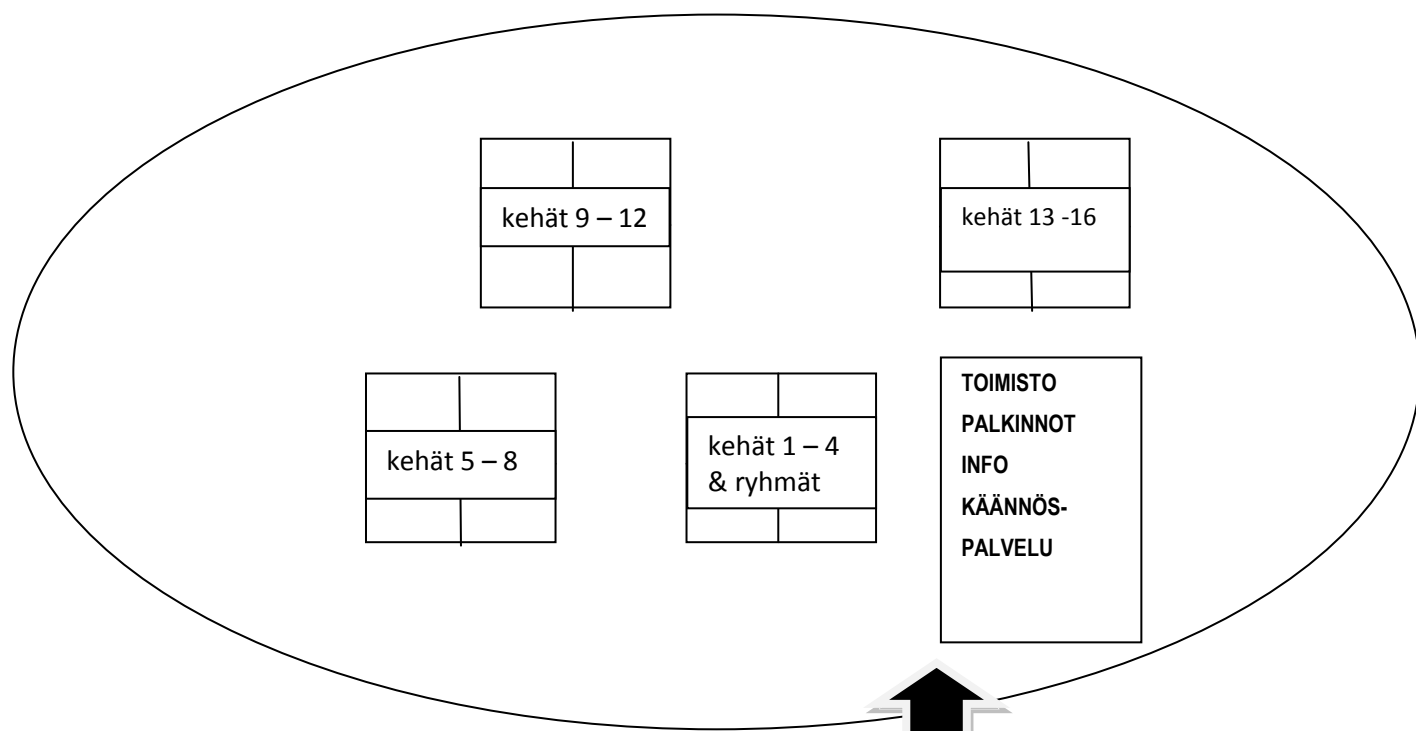 kehät 9 – 12
kehät 13 -16
kehät 5 – 8
kehät 1 – 4
& ryhmät
TOIMISTO
PALKINNOT
INFO
KÄÄNNÖS-
PALVELU